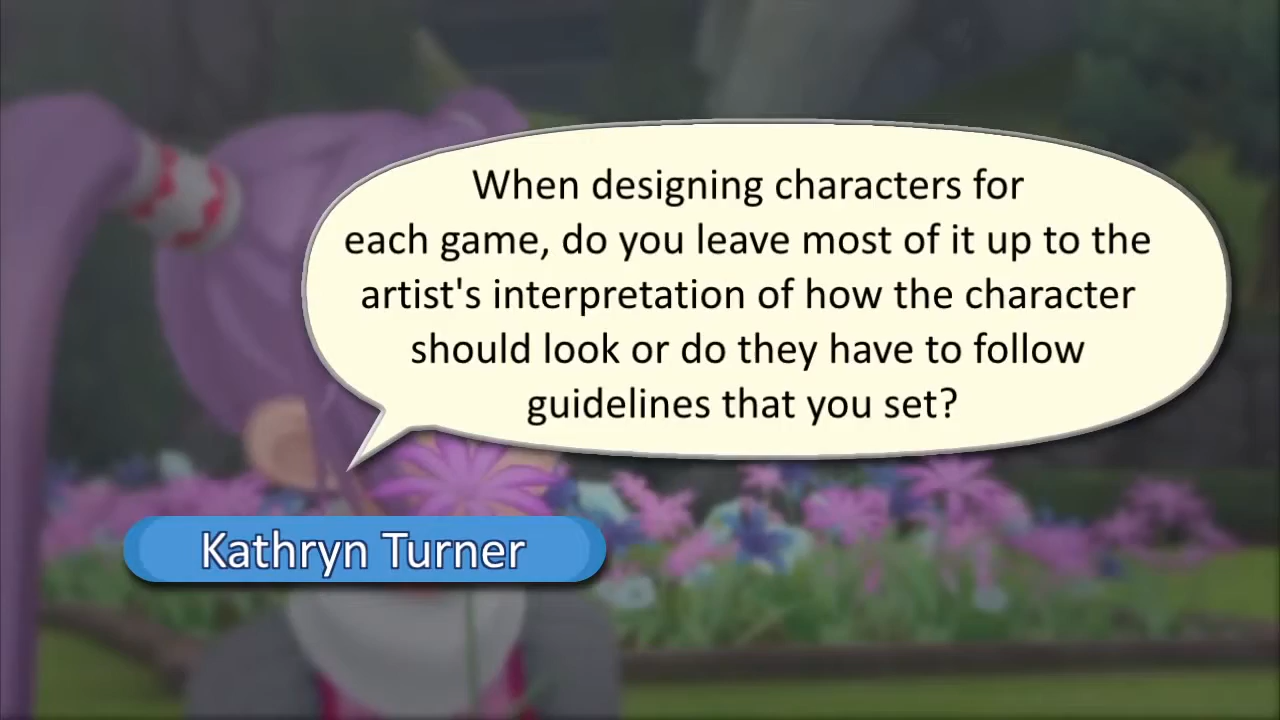 When designing characters for
each game, do you leave most of it up to the
artist's interpretation of how the character
should look or do they have to follow
guidelines that you set?
Kathryn Turner